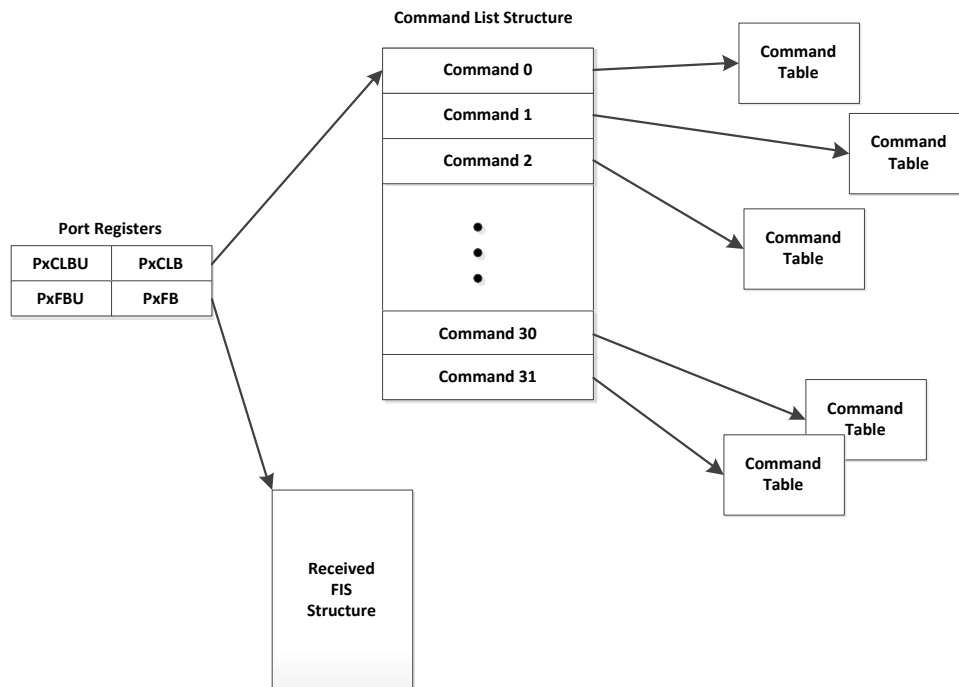 Command List Structure
Command 0
Command 1
Command 2
Command 30
Command 31
Command
Table
Command
Table
Command
Table
Command
Table
Command
Table
Port Registers
PxCLBU PxCLB
PxFBU PxFB
Received
FIS
Structure